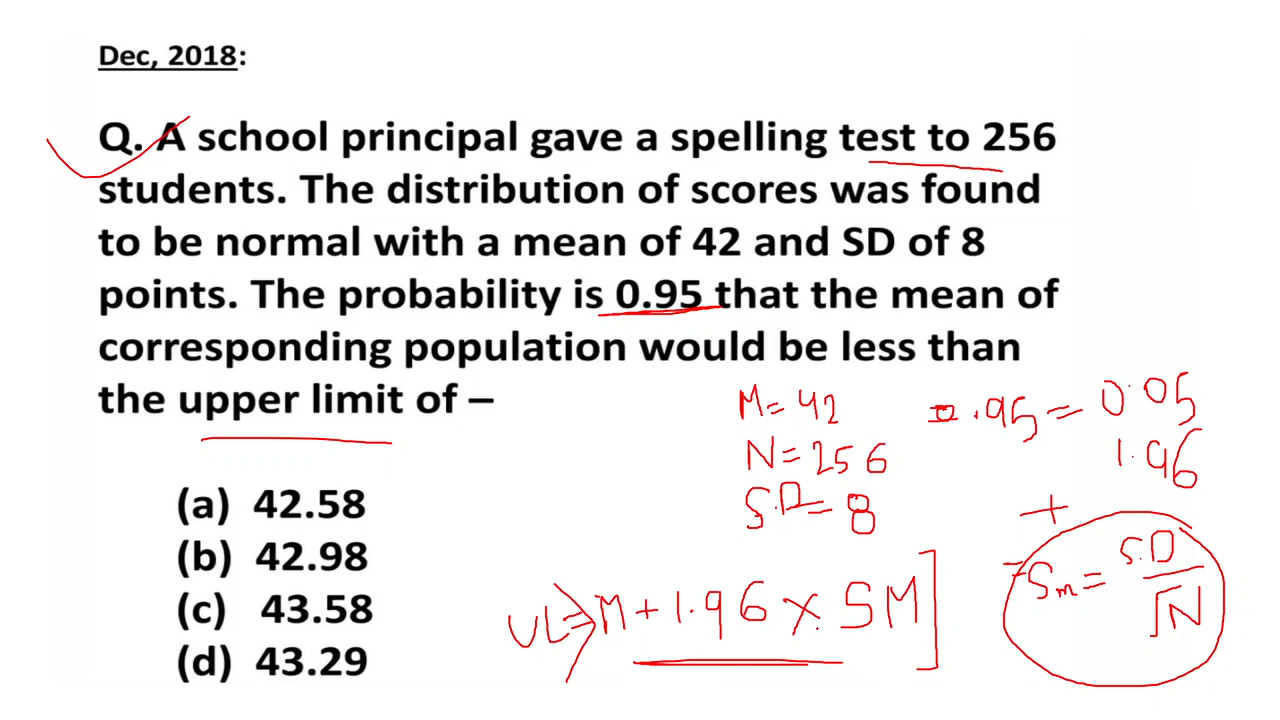 Dec, 2018:
Q. A school principal gave a spelling test to 256
students. The distribution of scores was found
to be normal with a mean of 42 and SD of 8
points. The probability is 0.95 that the mean of
corresponding population would be less than
the upper limit of –
(a) 42.58
(b) 42.98
(c) 43.58
(d) 43.29
M= 42
N= 256
S.D= 8
.95 = 0.05
1.96
+
- Sm= S.D/√N
UL=> M+1.96 × SM]